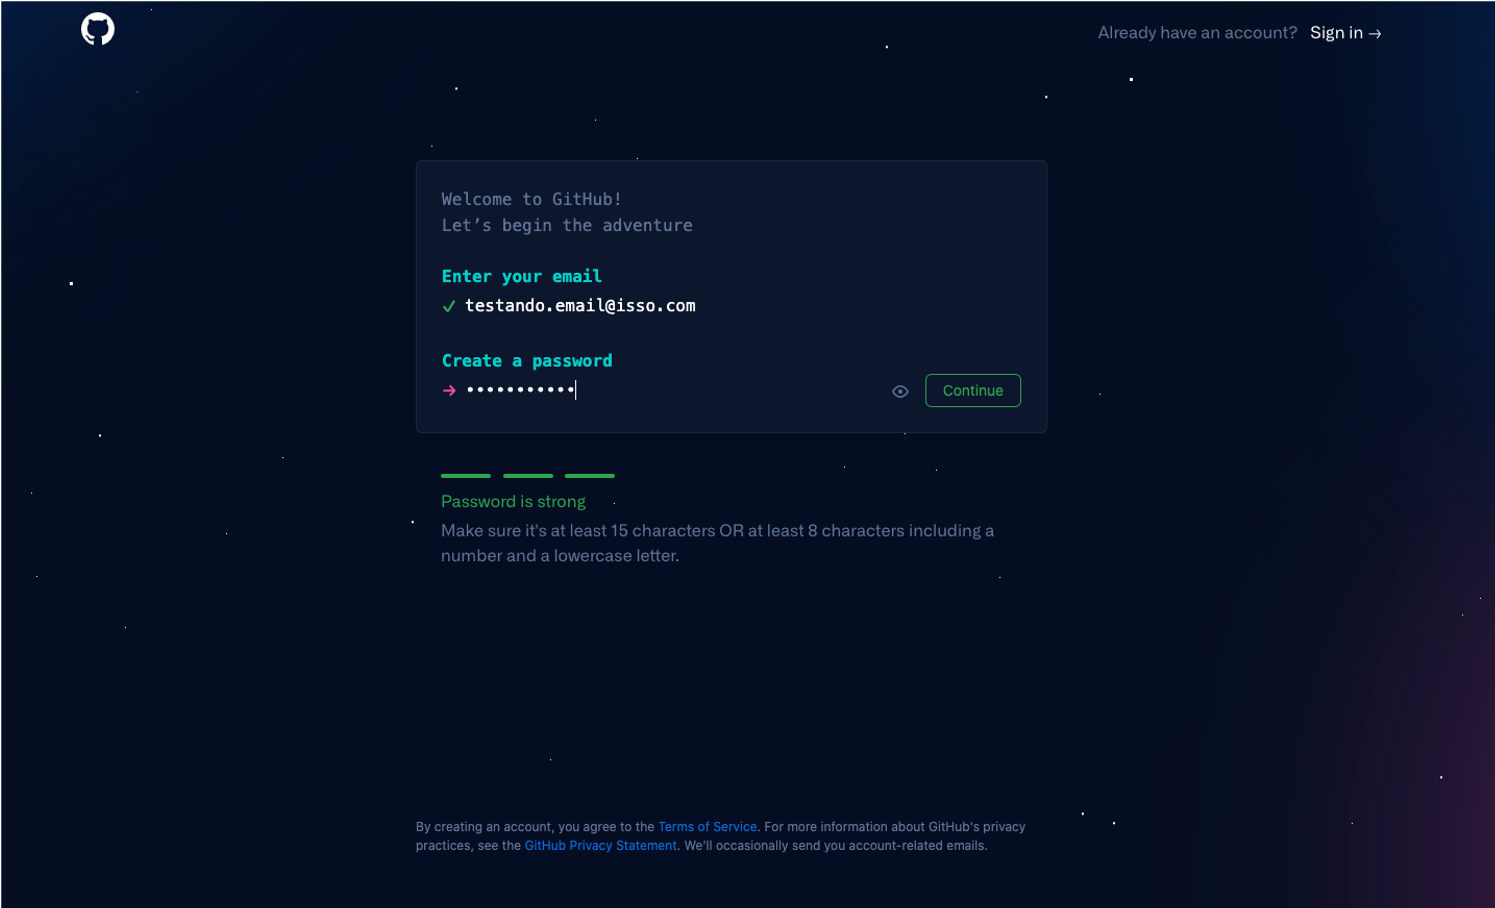 Already have an account? Sign in →
Welcome to GitHub!
Let’s begin the adventure
Enter your email
✓ testando.email@isso.com
Create a password
→ •••••••••••
Continue
Password is strong
Make sure it's at least 15 characters OR at least 8 characters including a
number and a lowercase letter.
By creating an account, you agree to the Terms of Service. For more information about GitHub's privacy
practices, see the GitHub Privacy Statement. We'll occasionally send you account-related emails.